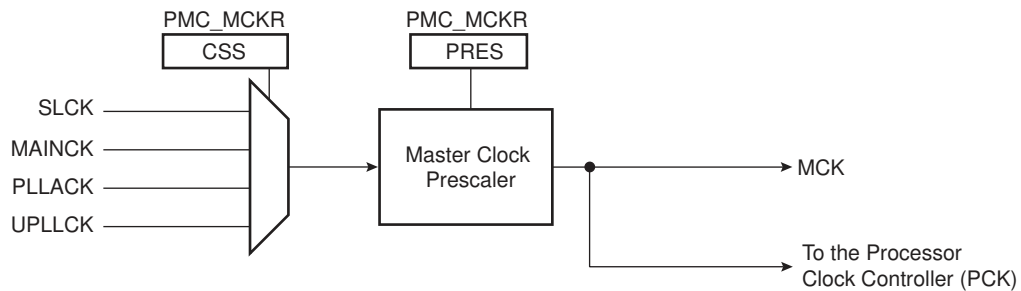 PMC_MCKR
PMC_MCKR
CSS
PRES
SLCK
MAINCK
PLLACK
UPLLCK
Master Clock
Prescaler
MCK
To the Processor
Clock Controller (PCK)